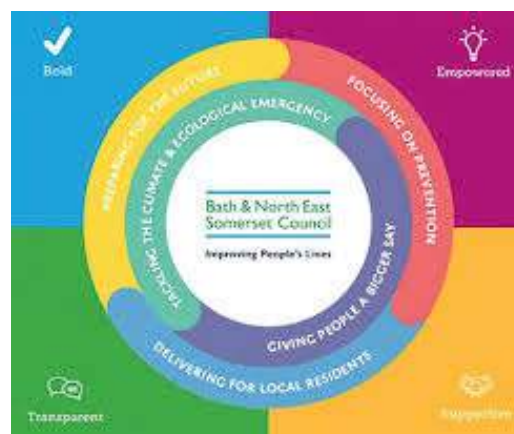 Bold
Empowered
PREPARING FOR THE FUTURE
FOCUSING ON PREVENTION
TACKLING THE CLIMATE & ECOLOGICAL EMERGENCY
Bath & North East
Somerset Council
Improving People's Lives
GIVING PEOPLE A BIGGER SAY
DELIVERING FOR LOCAL RESIDENTS
Transparent
Supportive